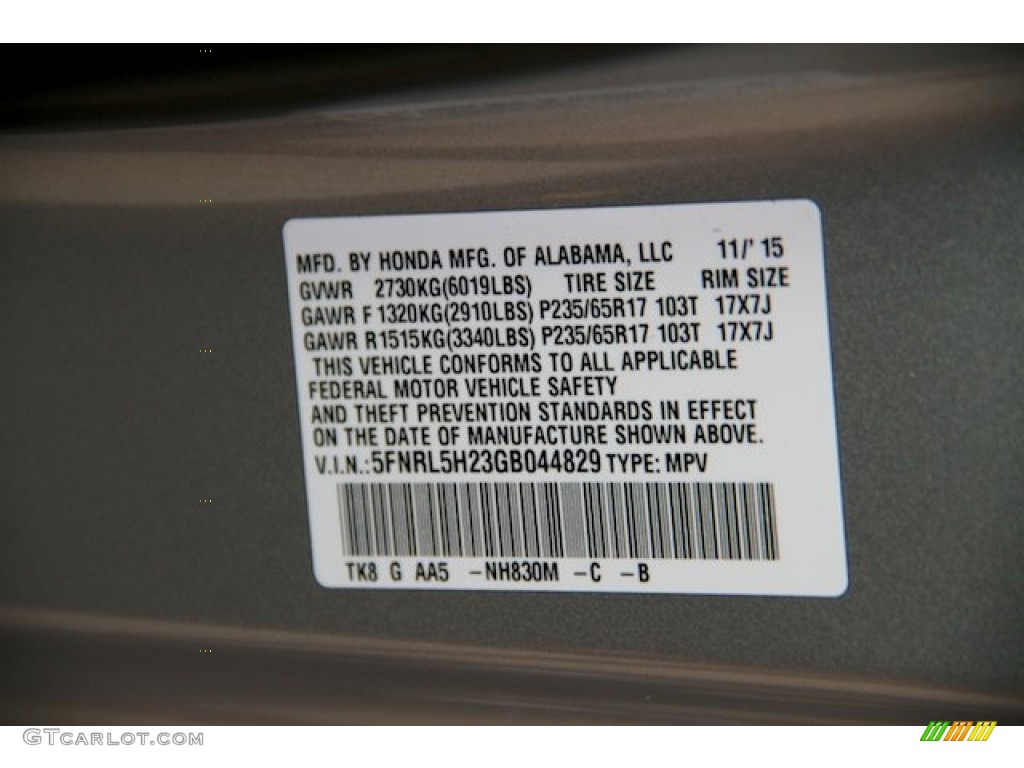 MFD. BY HONDA MFG. OF ALABAMA, LLC 11/' 15
GVWR 2730KG(6019LBS) TIRE SIZE RIM SIZE
GAWR F 1320KG(2910LBS) P235/65R17 103T 17X7J
GAWR R1515KG(3340LBS) P235/65R17 103T 17X7J
THIS VEHICLE CONFORMS TO ALL APPLICABLE
FEDERAL MOTOR VEHICLE SAFETY
AND THEFT PREVENTION STANDARDS IN EFFECT
ON THE DATE OF MANUFACTURE SHOWN ABOVE.
V.I.N.:5FNRL5H23GB044829 TYPE: MPV
TK8 G AA5 -NH830M -C -B
GTcarlot.com